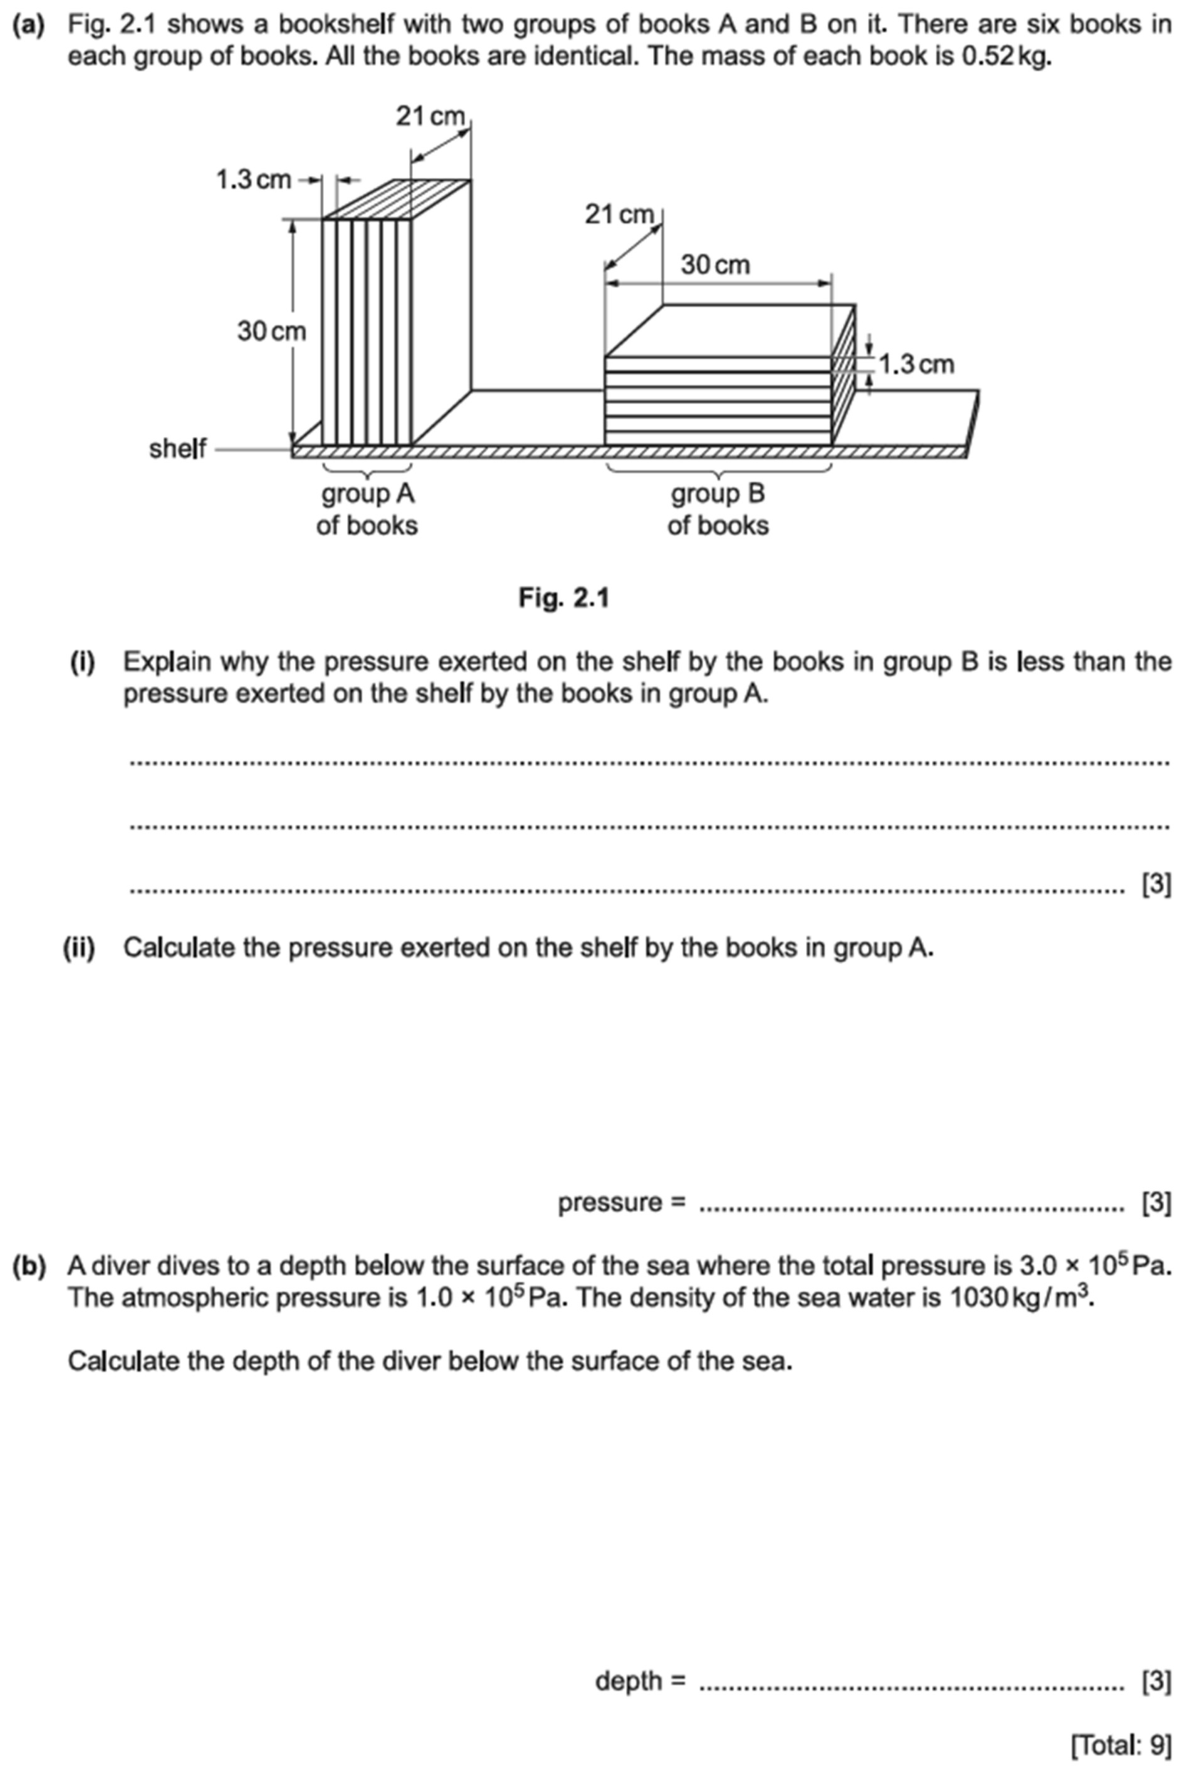 (a) Fig. 2.1 shows a bookshelf with two groups of books A and B on it. There are six books in
each group of books. All the books are identical. The mass of each book is 0.52 kg.
21 cm
1.3 cm
21 cm
30 cm
30 cm
1.3 cm
shelf
group A
of books
group B
of books
Fig. 2.1
(i) Explain why the pressure exerted on the shelf by the books in group B is less than the
pressure exerted on the shelf by the books in group A.
[3]
(ii) Calculate the pressure exerted on the shelf by the books in group A.
pressure = ........................................................ [3]
(b) A diver dives to a depth below the surface of the sea where the total pressure is 3.0 × 10⁵ Pa.
The atmospheric pressure is 1.0 × 10⁵ Pa. The density of the sea water is 1030 kg/m³.
Calculate the depth of the diver below the surface of the sea.
depth = ........................................................ [3]
[Total: 9]